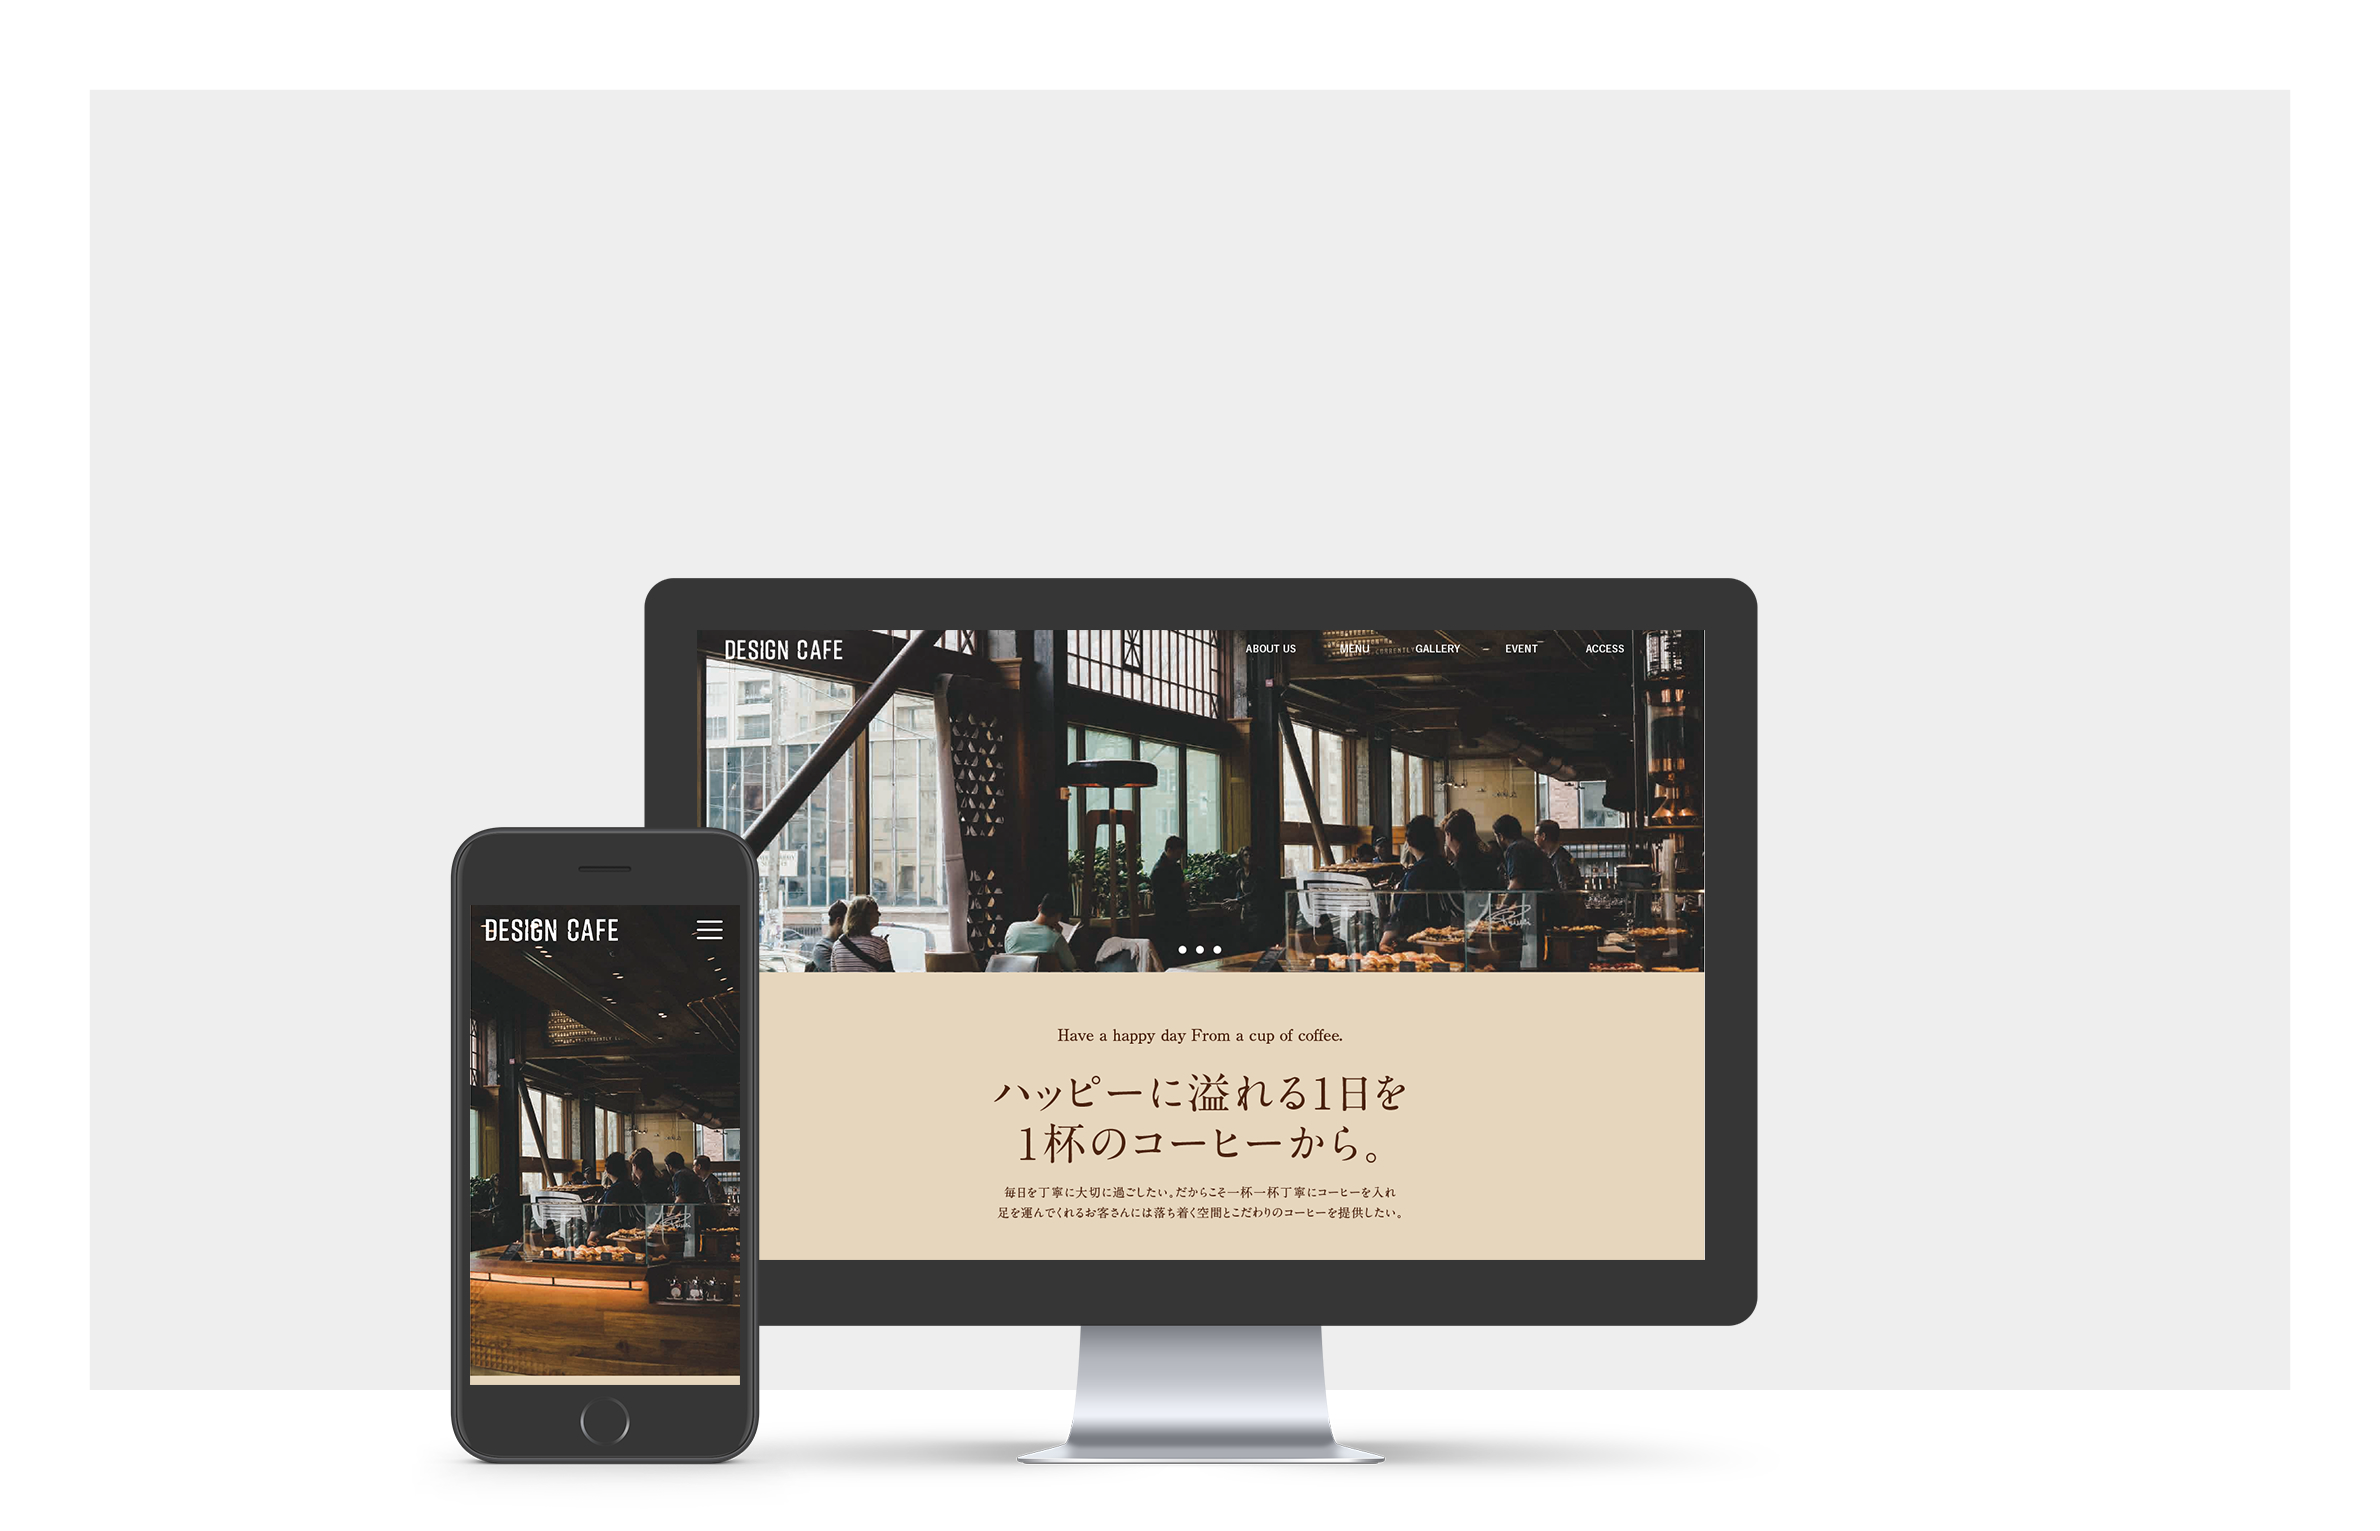 DESIGN CAFE
ABOUT US MENU GALLERY EVENT ACCESS
Have a happy day From a cup of coffee.
ハッピーに溢れる1日を
1杯のコーヒーから。
毎日を丁寧に大切に過ごしたい。だからこそ一杯一杯丁寧にコーヒーを入れ
足を運んでくれるお客さんには落ち着く空間とこだわりのコーヒーを提供したい。
DESIGN CAFE